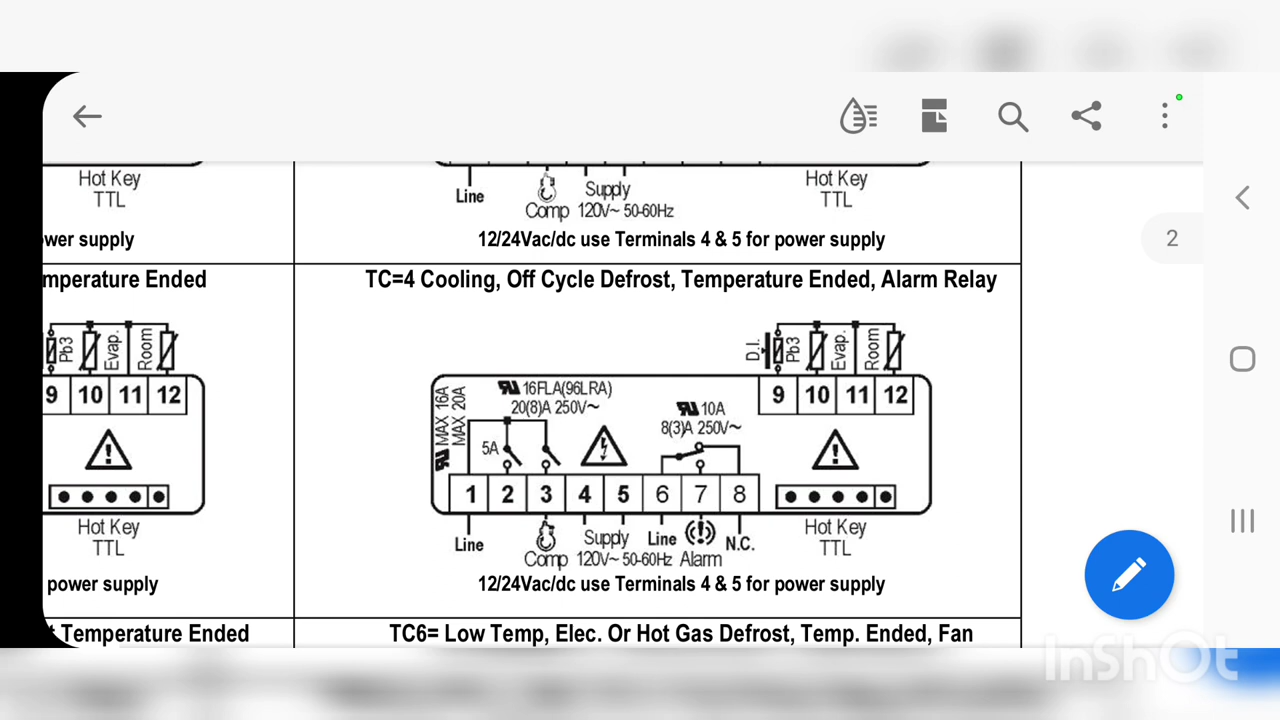 2
Hot Key
TTL
Line
Comp
Supply
120V~ 50-60Hz
Hot Key
TTL
ower supply
12/24Vac/dc use Terminals 4 & 5 for power supply
mperature Ended
TC=4 Cooling, Off Cycle Defrost, Temperature Ended, Alarm Relay
Pb3
Evap.
Room
9 10 11 12
Hot Key
TTL
power supply
D.I.
Pb3
Evap.
Room
9 10 11 12
MAX 16A
MAX 20A
16FLA(96LRA)
20(8)A 250V~
10A
8(3)A 250V~
5A
1 2 3 4 5 6 7 8
Line
Comp
Supply
120V~ 50-60Hz
Line
Alarm
N.C.
Hot Key
TTL
12/24Vac/dc use Terminals 4 & 5 for power supply
Temperature Ended
TC6= Low Temp, Elec. Or Hot Gas Defrost, Temp. Ended, Fan
InShOt